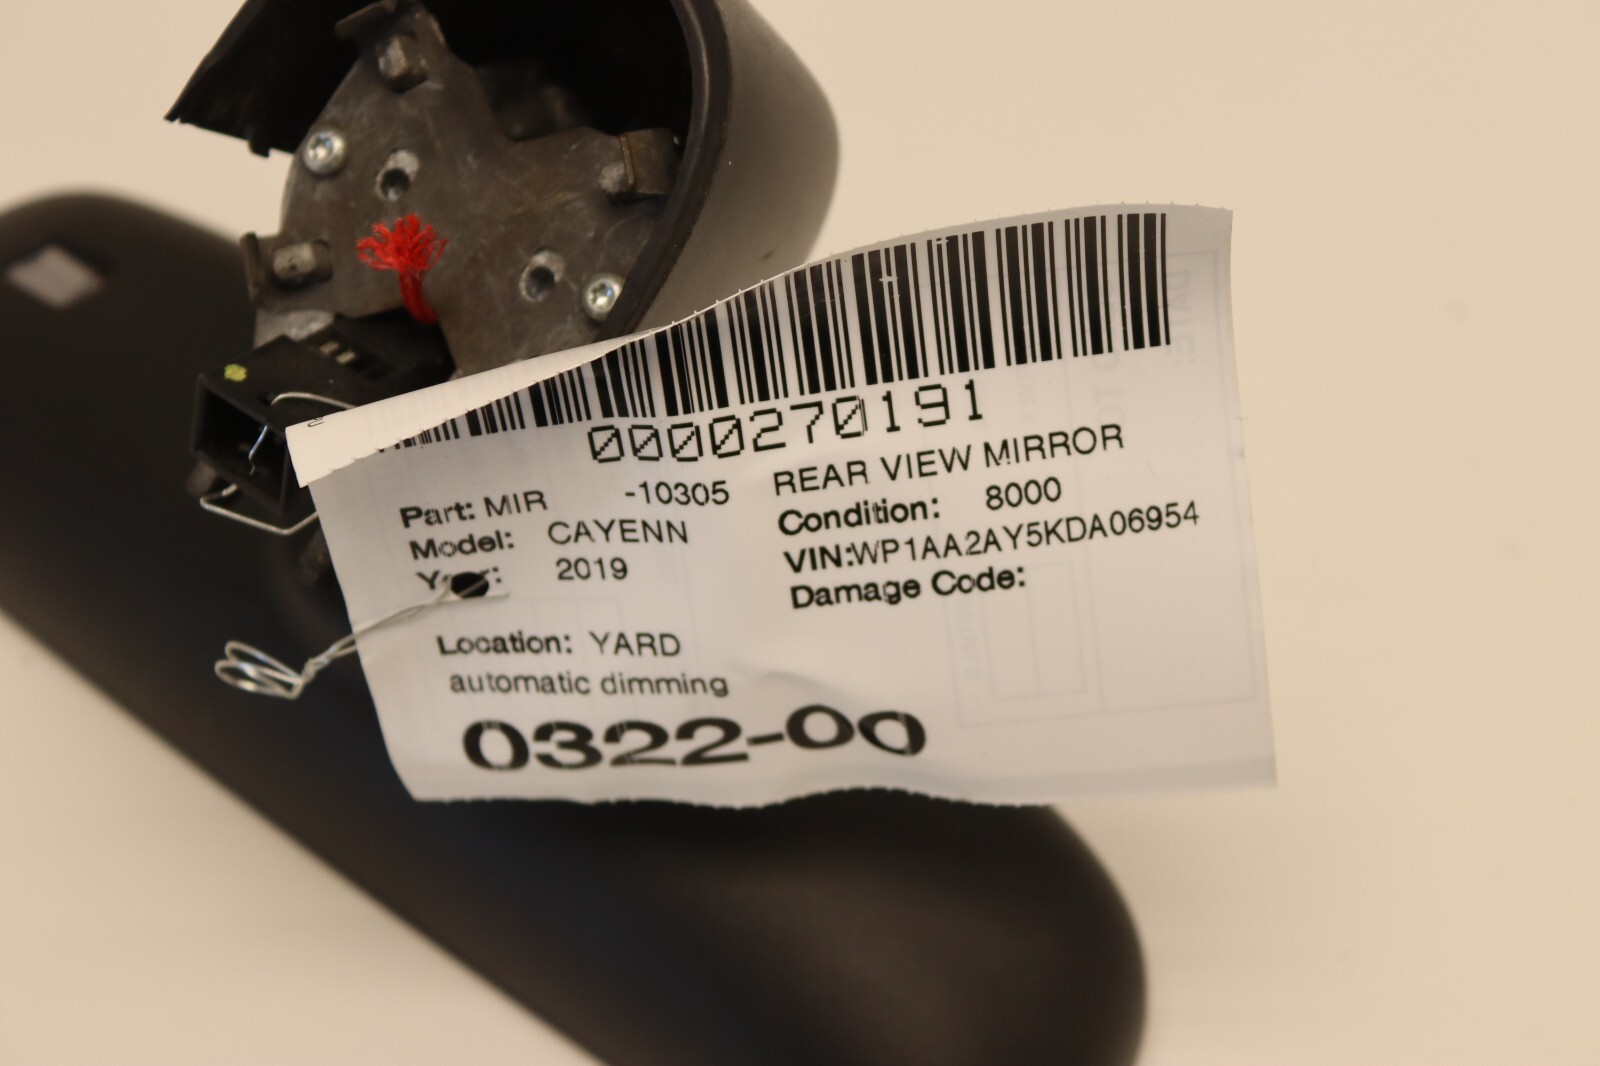 0000270191
Part: MIR -10305 REAR VIEW MIRROR
Model: CAYENN Condition: 8000
Year: 2019 VIN:WP1AA2AY5KDA06954
Damage Code:
Location: YARD
automatic dimming
0322-00